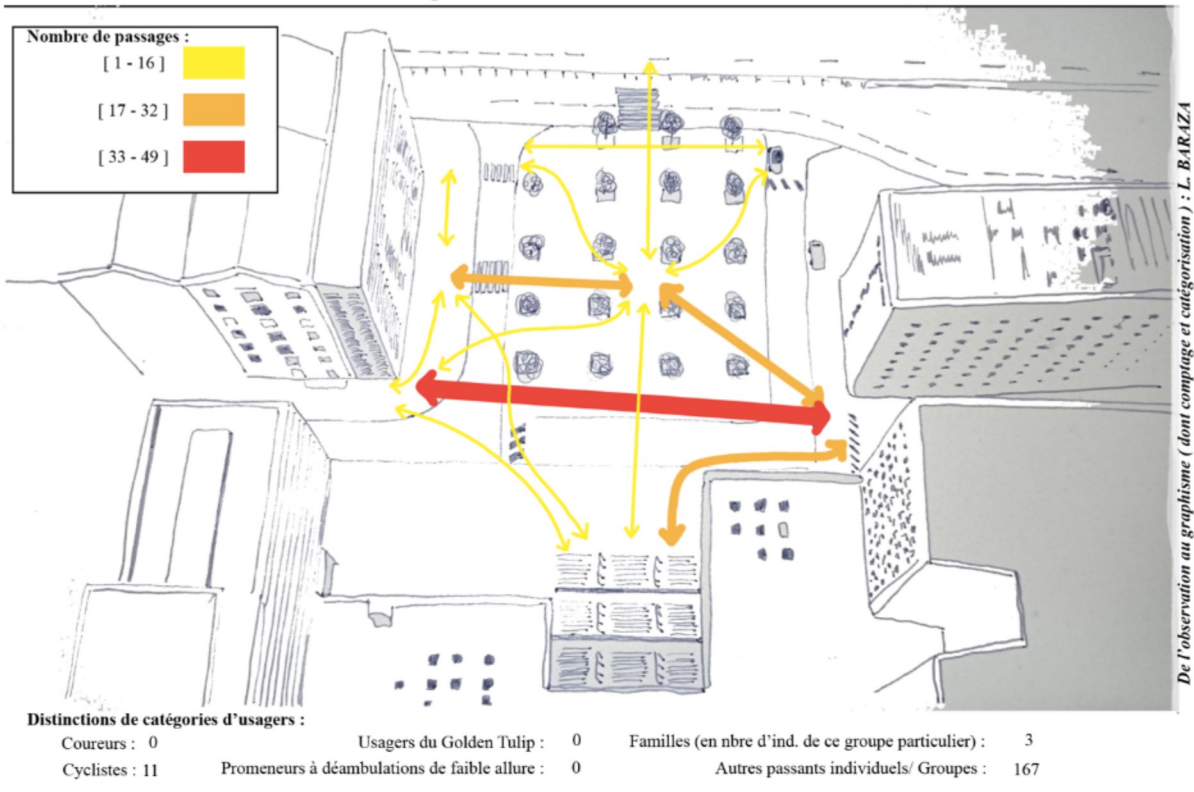 Nombre de passages :
[ 1 - 16 ]
[ 17 - 32 ]
[ 33 - 49 ]
De l'observation au graphisme ( dont comptage et catégorisation ) : L. BARAZA
Distinctions de catégories d'usagers :
Coureurs : 0
Usagers du Golden Tulip : 0
Familles (en nbre d'ind. de ce groupe particulier) : 3
Cyclistes : 11
Promeneurs à déambulations de faible allure : 0
Autres passants individuels/ Groupes : 167